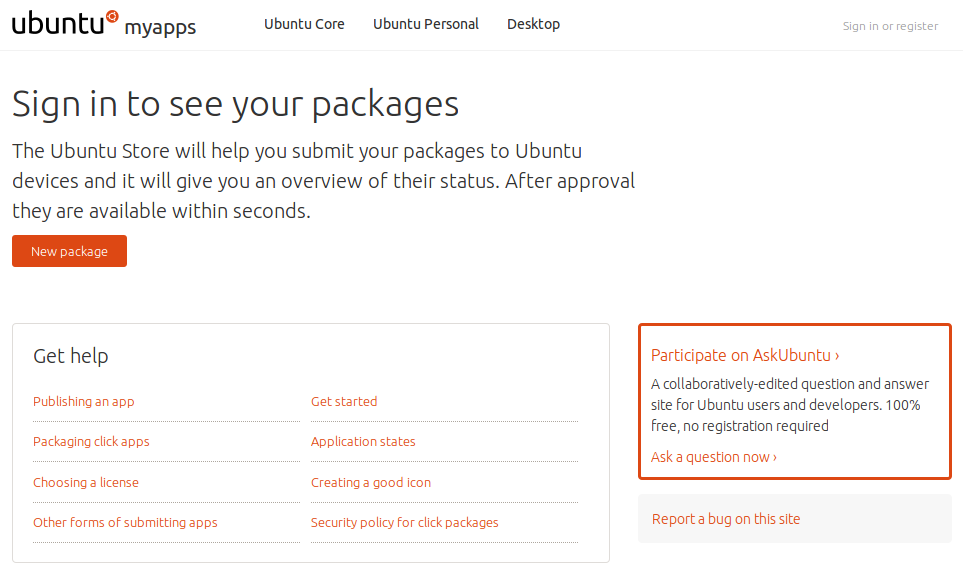 ubuntu myapps Ubuntu Core Ubuntu Personal Desktop Sign in or register
Sign in to see your packages
The Ubuntu Store will help you submit your packages to Ubuntu
devices and it will give you an overview of their status. After approval
they are available within seconds.
New package
Get help
Publishing an app
Get started
Packaging click apps
Application states
Choosing a license
Creating a good icon
Other forms of submitting apps
Security policy for click packages
Participate on AskUbuntu ›
A collaboratively-edited question and answer
site for Ubuntu users and developers. 100%
free, no registration required
Ask a question now ›
Report a bug on this site